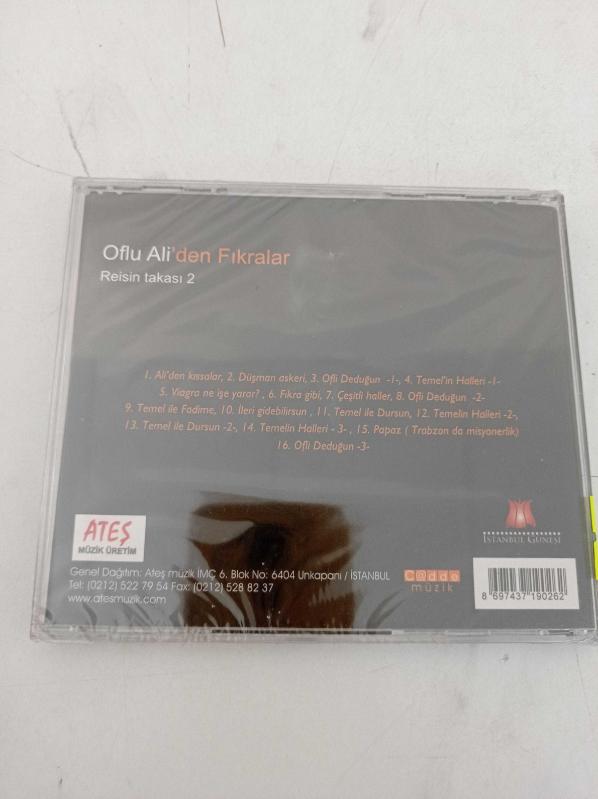 Oflu Ali'den Fıkralar
Reisin takası 2
1. Ali'den kıssalar, 2. Düşman askeri, 3. Ofli Deduğun -1-, 4. Temel'in Halleri -1-
5. Viagra ne işe yarar? , 6. Fıkra gibi, 7. Çeşitli haller, 8. Ofli Deduğun -2-
9. Temel ile Fadime, 10. İleri gidebilirsun , 11. Temel ile Dursun, 12. Temelin Halleri -2-,
13. Temel ile Dursun -2-, 14. Temelin Halleri - 3- , 15. Papaz ( Trabzon da misyonerlik)
16. Ofli Deduğun -3-
ATEŞ
MÜZİK ÜRETİM
İSTANBUL GÜNEŞİ
Genel Dağıtım: Ateş müzik İMÇ 6. Blok No: 6404 Unkapanı / İSTANBUL
Tel: (0212) 522 79 54 Fax: (0212) 528 82 37
www.atesmuzik.com
C@dde
müzik
8 697437 190262